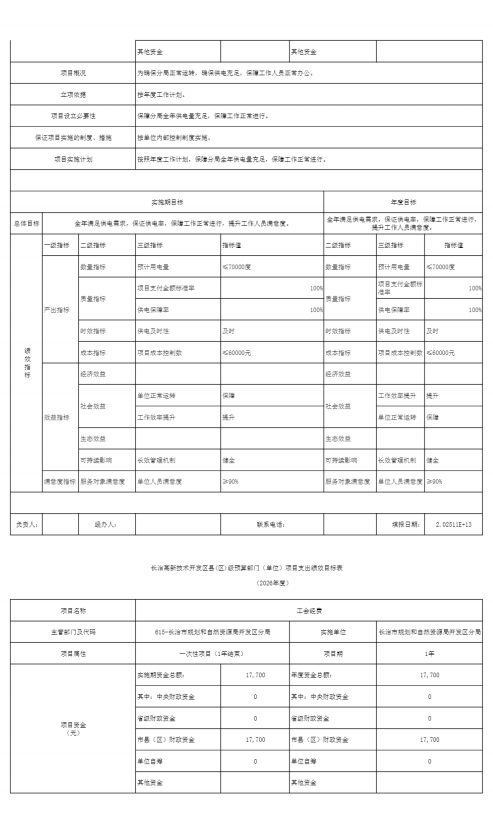 其他资金 其他资金
项目概况 为确保分局正常运转、确保供电充足，保障工作人员正常办公。
立项依据 按年度工作计划。
项目设立必要性 保障分局全年供电量充足，保障工作正常进行。
保证项目实施的制度、措施 按单位内部控制制度实施。
项目实施计划 按照年度工作计划，保障分局全年供电量充足，保障工作正常进行。
实施期目标 年度目标
总体目标 全年满足供电需求，保证供电率，保障工作正常进行，提升工作人员满意度。 全年满足供电需求，保证供电率，保障工作正常进行，
提升工作人员满意度。
绩效指标 一级指标 二级指标 三级指标 指标值 二级指标 三级指标 指标值
产出指标 数量指标 预计用电量 ≤70000度 数量指标 预计用电量 ≤70000度
质量指标 项目支付金额标准率 100% 质量指标 项目支付金额标
准率 100%
供电保障率 100% 供电保障率 100%
时效指标 供电及时性 及时 时效指标 供电及时性 及时
成本指标 项目成本控制数 ≤60000元 成本指标 项目成本控制数 ≤60000元
效益指标 经济效益 经济效益
社会效益 单位正常运转 保障 社会效益 工作效率提升 提升
工作效率提升 提升 单位正常运转 保障
生态效益 生态效益
可持续影响 长效管理机制 健全 可持续影响 长效管理机制 健全
满意度指标 服务对象满意度 单位人员满意度 ≥90% 服务对象满意度 单位人员满意度 ≥90%
负责人： 经办人： 联系电话： 填报日期： 2.02511E+13
长治高新技术开发区县(区)级预算部门（单位）项目支出绩效目标表
（2026年度）
项目名称 工会经费
主管部门及代码 615-长治市规划和自然资源局开发区分局 实施单位 长治市规划和自然资源局开发区分局
项目属性 一次性项目（1年结束） 项目期 1年
项目资金
（元） 实施期资金总额： 17,700 年度资金总额： 17,700
其中：中央财政资金 0 其中：中央财政资金 0
省级财政资金 0 省级财政资金 0
市县（区）财政资金 17,700 市县（区）财政资金 17,700
单位自筹 0 单位自筹 0
其他资金 其他资金